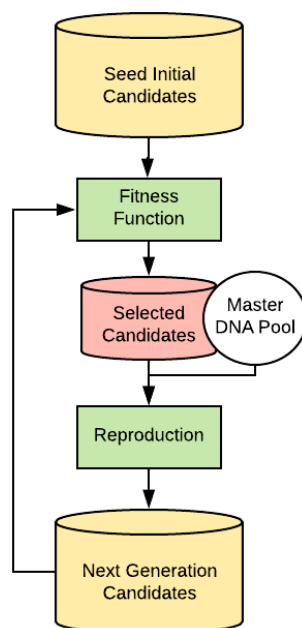 Seed Initial
Candidates
Fitness
Function
Selected
Candidates
Master
DNA Pool
Reproduction
Next Generation
Candidates